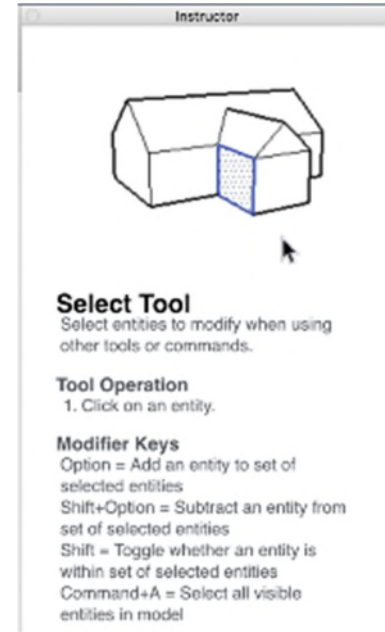 Instructor
Select Tool
Select entities to modify when using
other tools or commands.
Tool Operation
1. Click on an entity.
Modifier Keys
Option = Add an entity to set of
selected entities
Shift+Option = Subtract an entity from
set of selected entities
Shift = Toggle whether an entity is
within set of selected entities
Command+A = Select all visible
entities in model